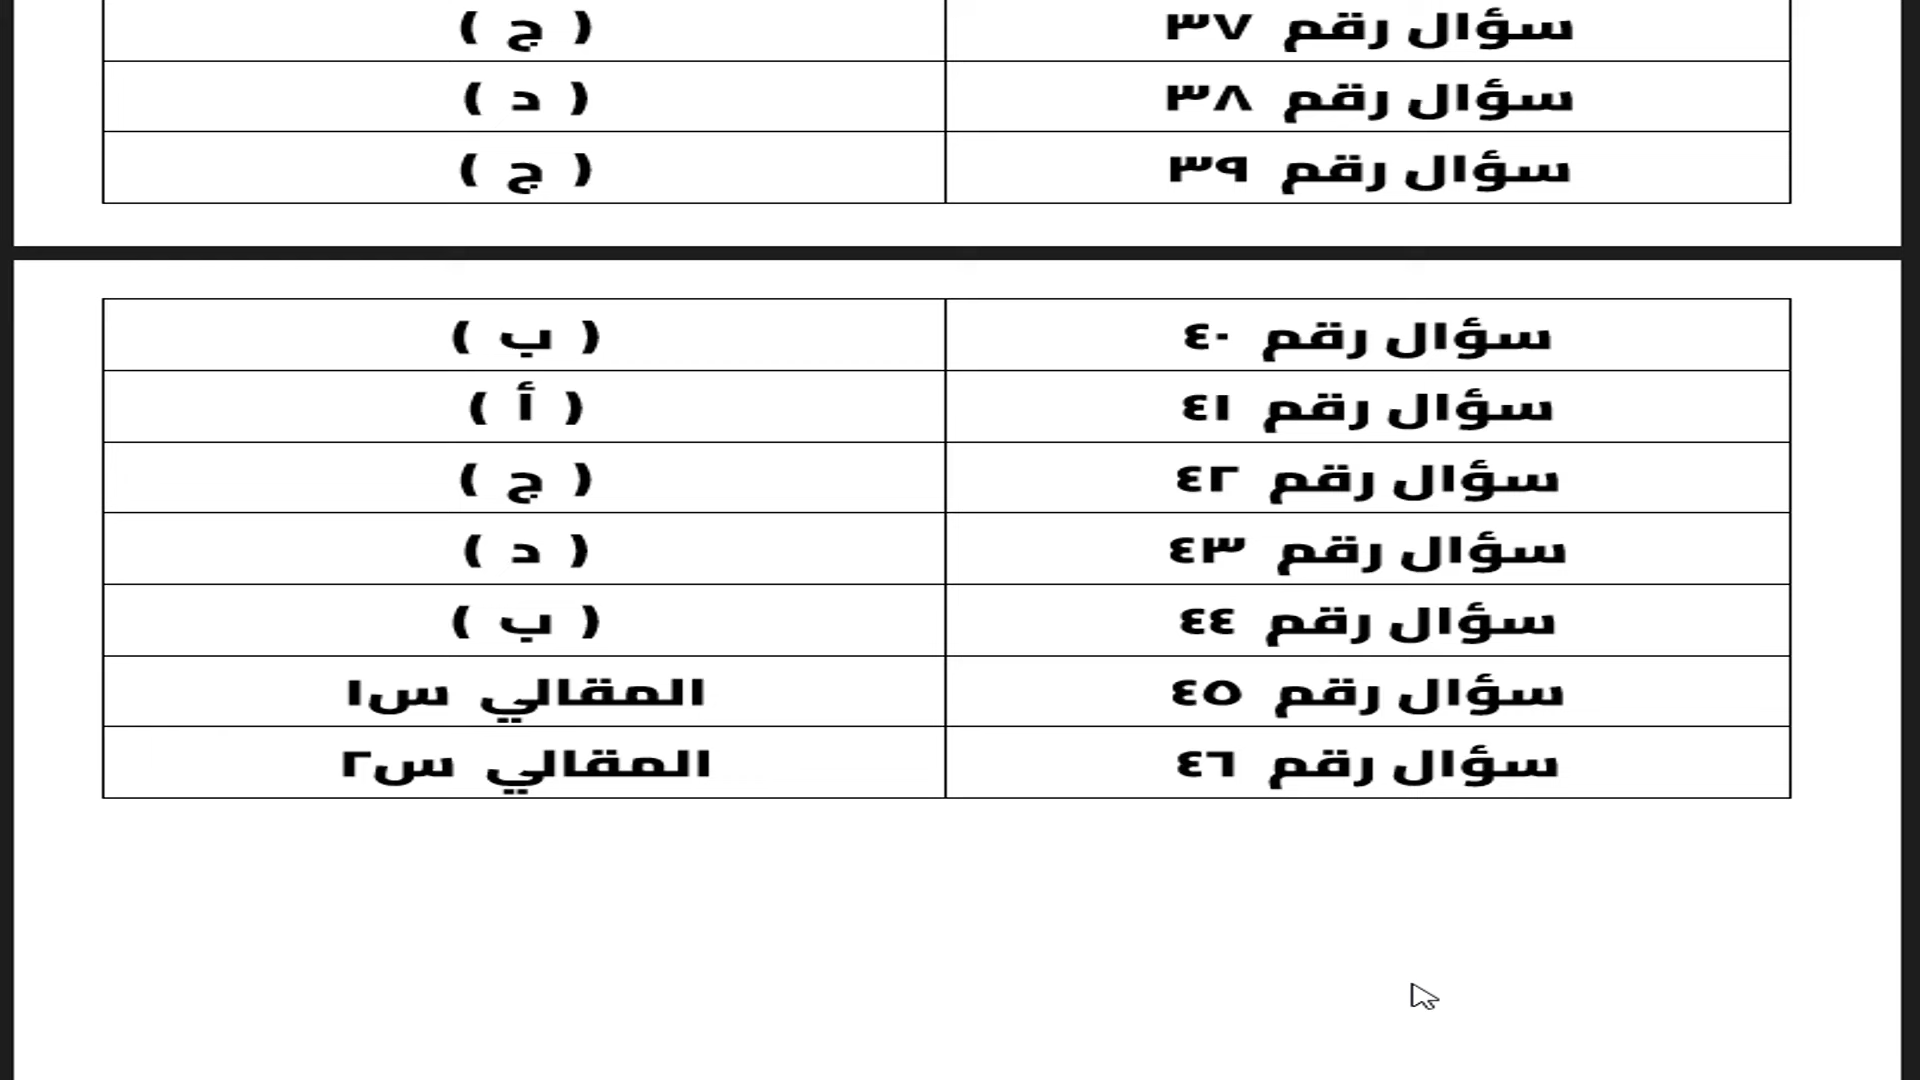 سؤال رقم ٣٧ ( ج )
سؤال رقم ٣٨ ( د )
سؤال رقم ٣٩ ( ج )
سؤال رقم ٤٠ ( ب )
سؤال رقم ٤١ ( أ )
سؤال رقم ٤٢ ( ج )
سؤال رقم ٤٣ ( د )
سؤال رقم ٤٤ ( ب )
سؤال رقم ٤٥ المقالي س١
سؤال رقم ٤٦ المقالي س٢